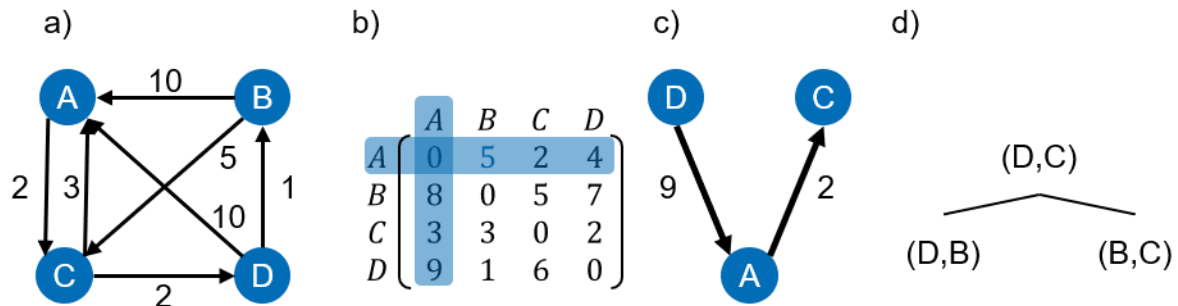 a)
A
10
B
2
3
5
10
1
C
2
D
b)
A B C D
A 0 5 2 4
B 8 0 5 7
C 3 3 0 2
D 9 1 6 0
c)
D
C
9
2
A
d)
(D,C)
(D,B) (B,C)